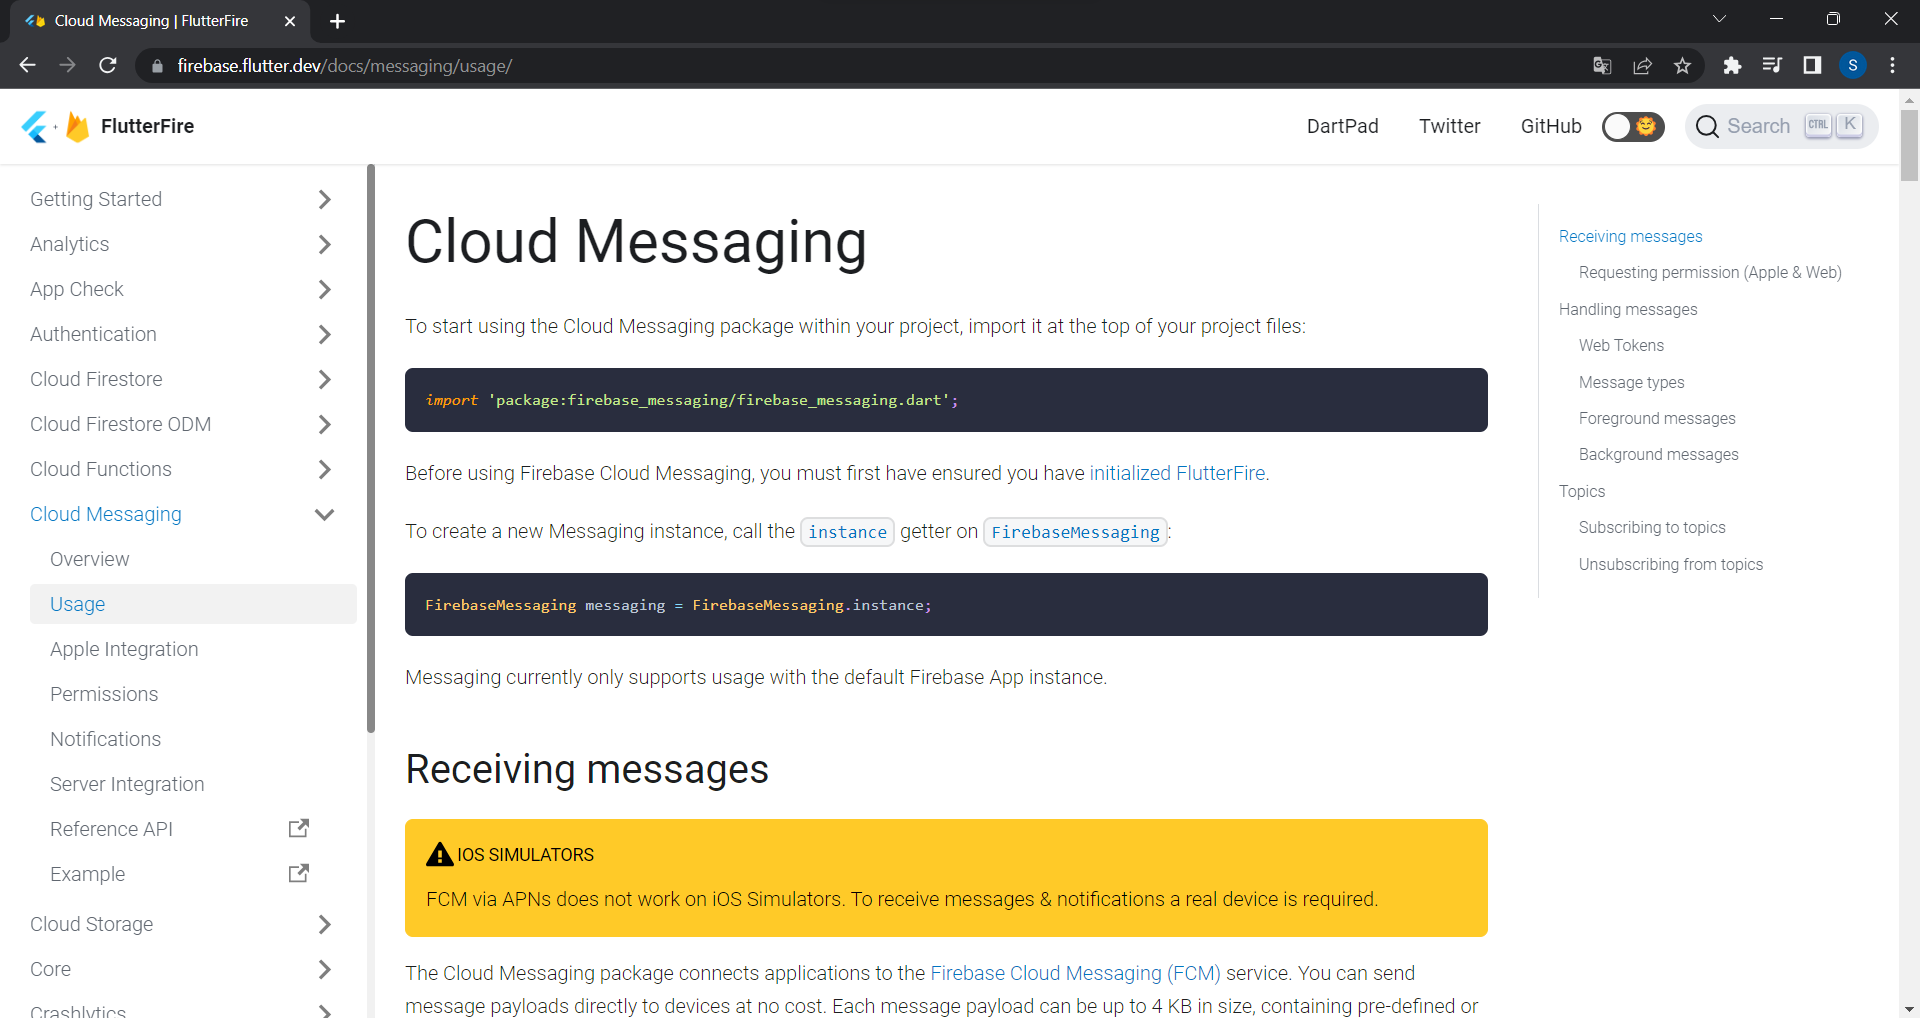 Cloud Messaging | FlutterFire
firebase.flutter.dev/docs/messaging/usage/
S
FlutterFire
DartPad
Twitter
GitHub
Search
CTRL
K
Getting Started
Analytics
App Check
Authentication
Cloud Firestore
Cloud Firestore ODM
Cloud Functions
Cloud Messaging
Overview
Usage
Apple Integration
Permissions
Notifications
Server Integration
Reference API
Example
Cloud Storage
Core
Crashlytics
Cloud Messaging
To start using the Cloud Messaging package within your project, import it at the top of your project files:
import 'package:firebase_messaging/firebase_messaging.dart';
Before using Firebase Cloud Messaging, you must first have ensured you have initialized FlutterFire.
To create a new Messaging instance, call the instance getter on FirebaseMessaging:
FirebaseMessaging messaging = FirebaseMessaging.instance;
Messaging currently only supports usage with the default Firebase App instance.
Receiving messages
IOS SIMULATORS
FCM via APNs does not work on iOS Simulators. To receive messages & notifications a real device is required.
The Cloud Messaging package connects applications to the Firebase Cloud Messaging (FCM) service. You can send
message payloads directly to devices at no cost. Each message payload can be up to 4 KB in size, containing pre-defined or
Receiving messages
Requesting permission (Apple & Web)
Handling messages
Web Tokens
Message types
Foreground messages
Background messages
Topics
Subscribing to topics
Unsubscribing from topics